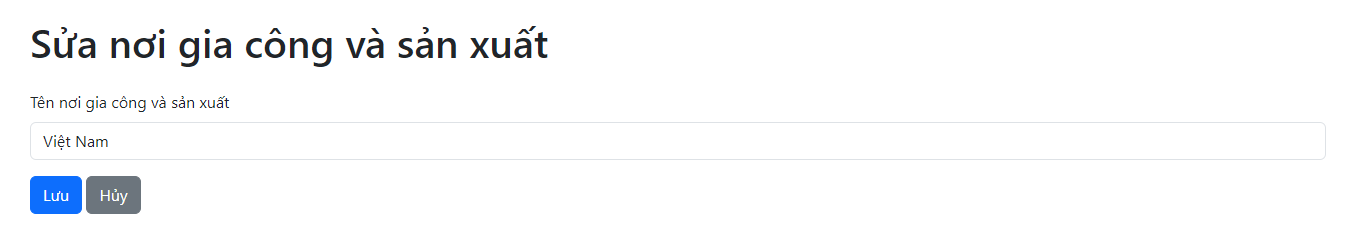 Sửa nơi gia công và sản xuất
Tên nơi gia công và sản xuất
Việt Nam
Lưu Hủy